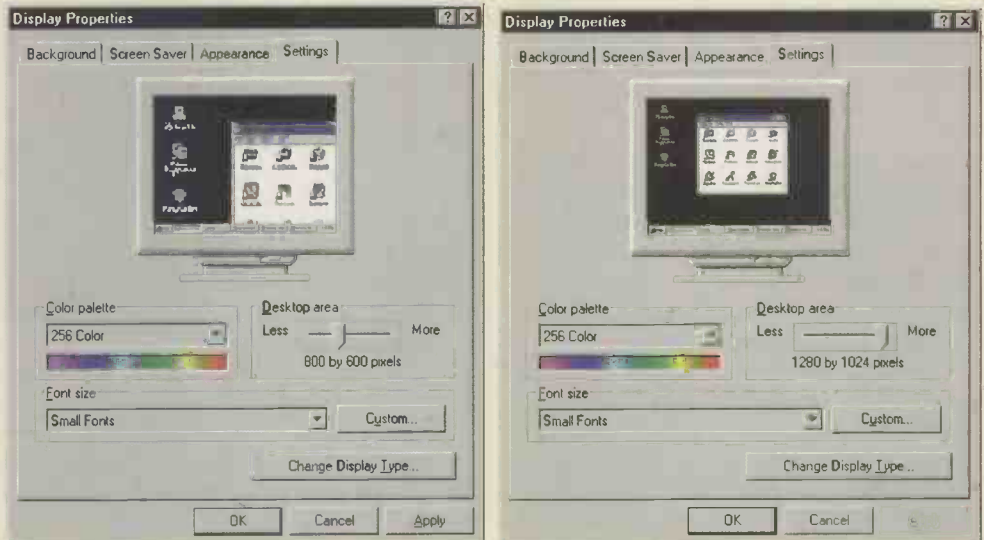 Display Properties
Background Screen Saver Appearance Settings
Color palette
256 Color
Desktop area
Less More
800 by 600 pixels
Font size
Small Fonts
Custom...
Change Display Type...
OK Cancel Apply
Display Properties
Background Screen Saver Appearance Settings
Color palette
256 Color
Desktop area
Less More
1280 by 1024 pixels
Font size
Small Fonts
Custom...
Change Display Type...
OK Cancel